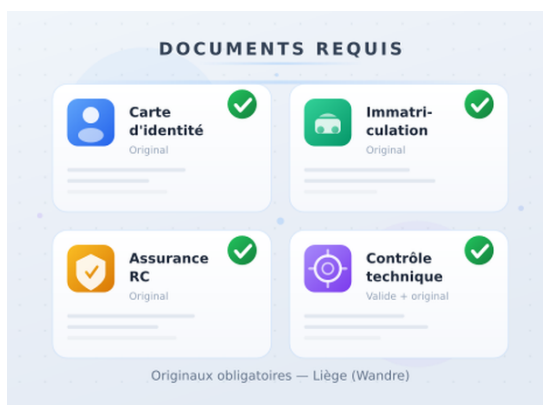 DOCUMENTS REQUIS
Carte
d'identité
Original
Immatri-
culation
Original
Assurance
RC
Original
Contrôle
technique
Valide + original
Originaux obligatoires — Liège (Wandre)